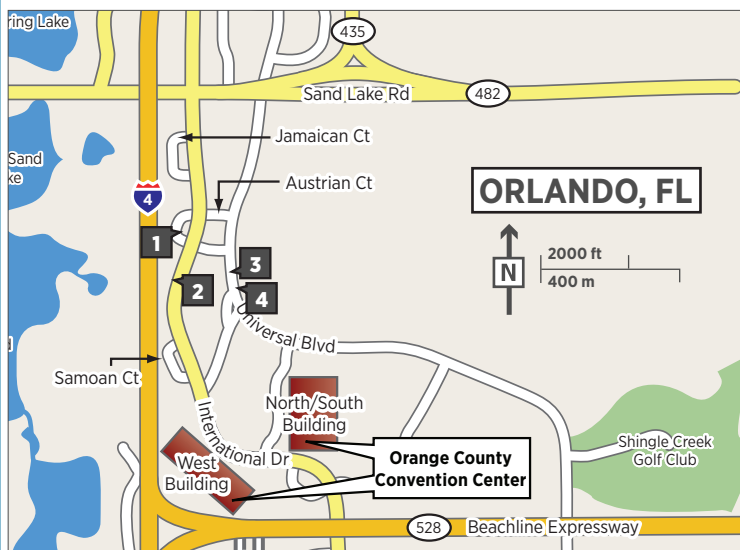 ring Lake
435
Sand Lake Rd
482
Jamaican Ct
Sand
ke
Austrian Ct
4
ORLANDO, FL
1
3
2000 ft
N
400 m
2
4
Universal Blvd
d
Samoan Ct
North/South
Building
International Dr
Shingle Creek
Golf Club
West
Building
Orange County
Convention Center
528
Beachline Expressway